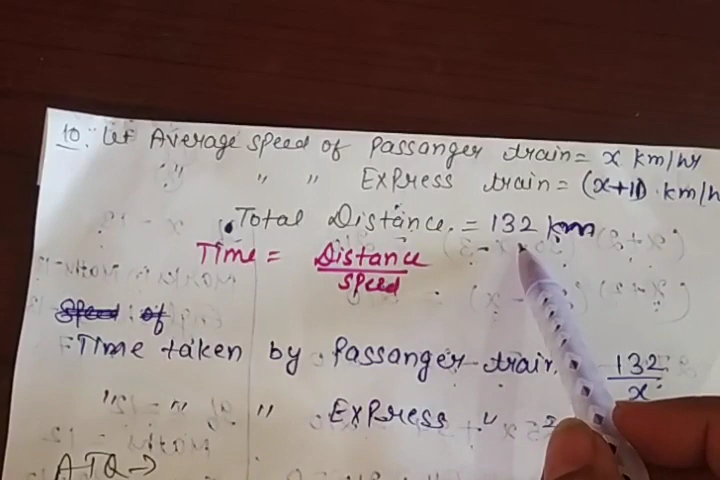 10. Let Average speed of Passanger train = x km/hr
" " " Express train = (x+11) km/h
Total Distance. = 132 km
Time = Distance / Speed
Speed of
Time taken by Passanger train 132/x
" " " Express "
ATQ →